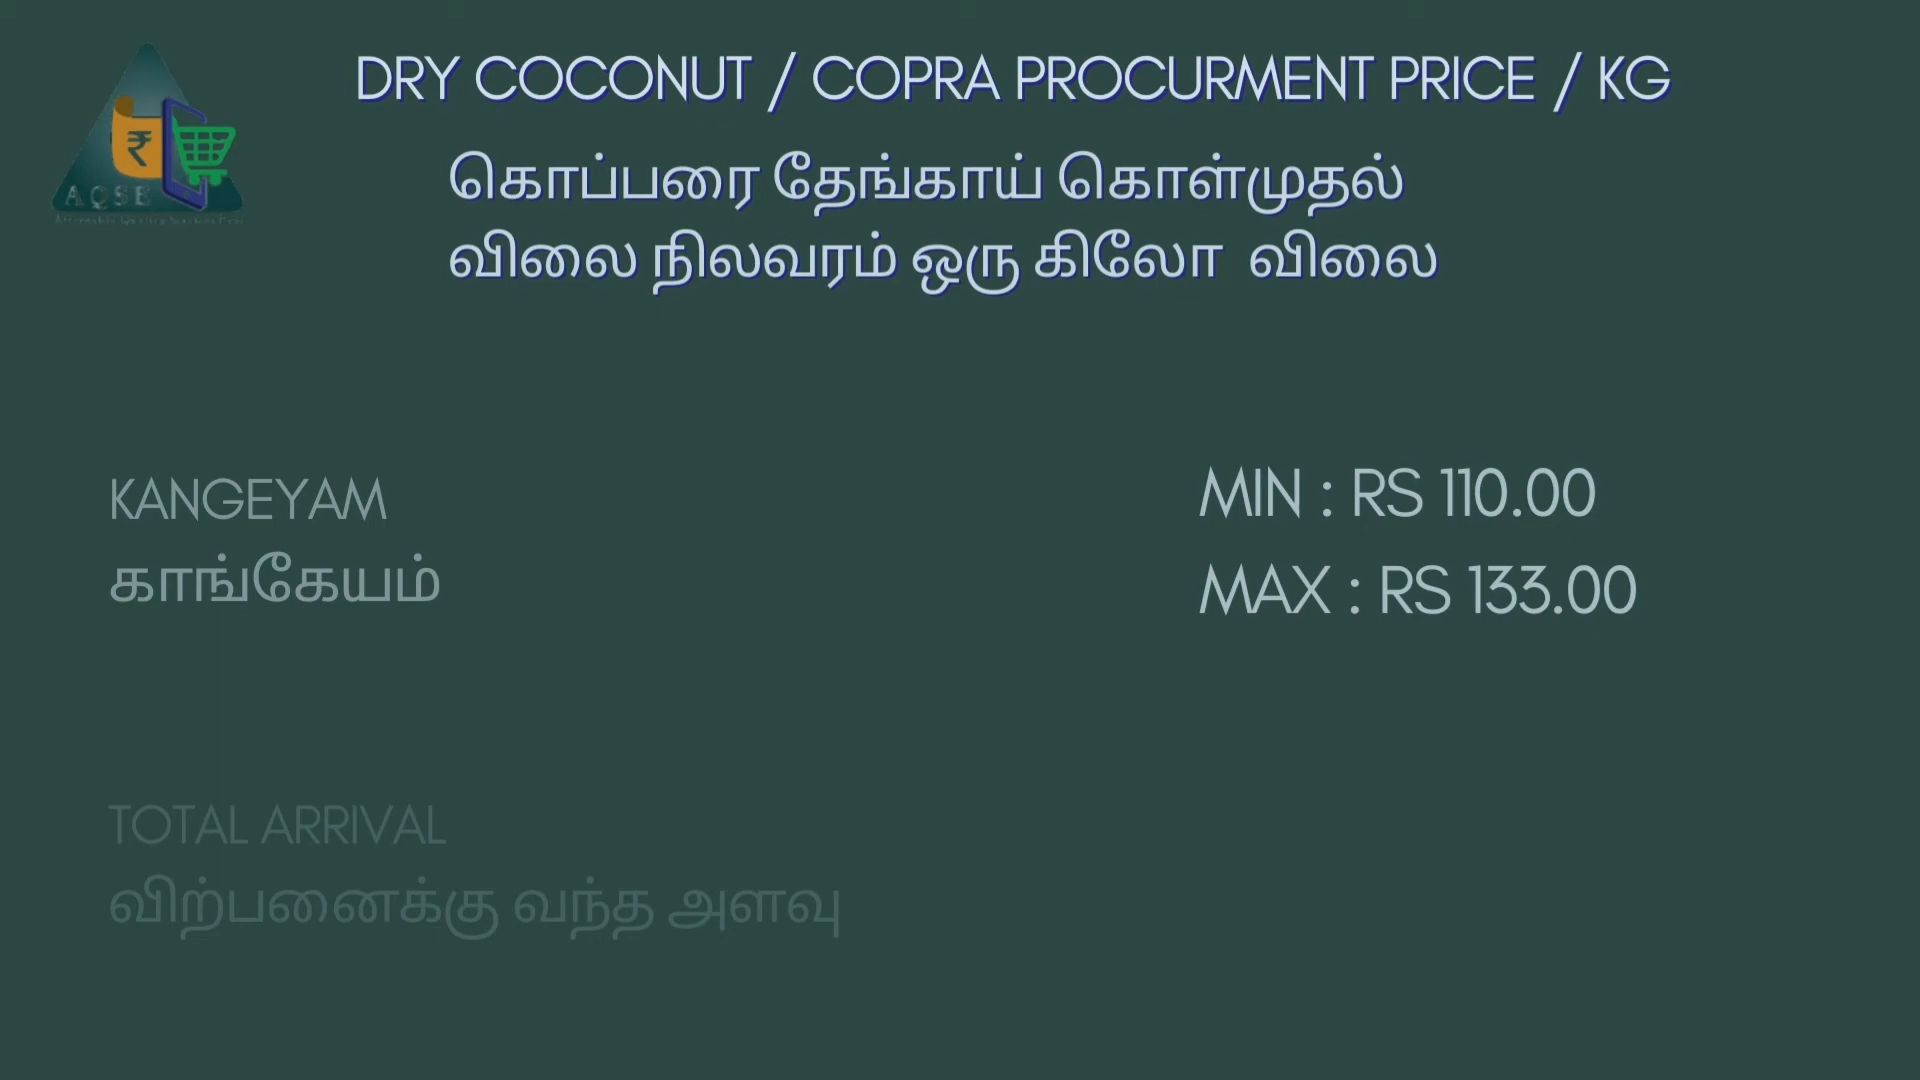 DRY COCONUT / COPRA PROCURMENT PRICE / KG
கொப்பரை தேங்காய் கொள்முதல்
விலை நிலவரம் ஒரு கிலோ விலை
₹
AQSE
KANGEYAM
காங்கேயம்
MIN : RS 110.00
MAX : RS 133.00
TOTAL ARRIVAL
விற்பனைக்கு வந்த அளவு